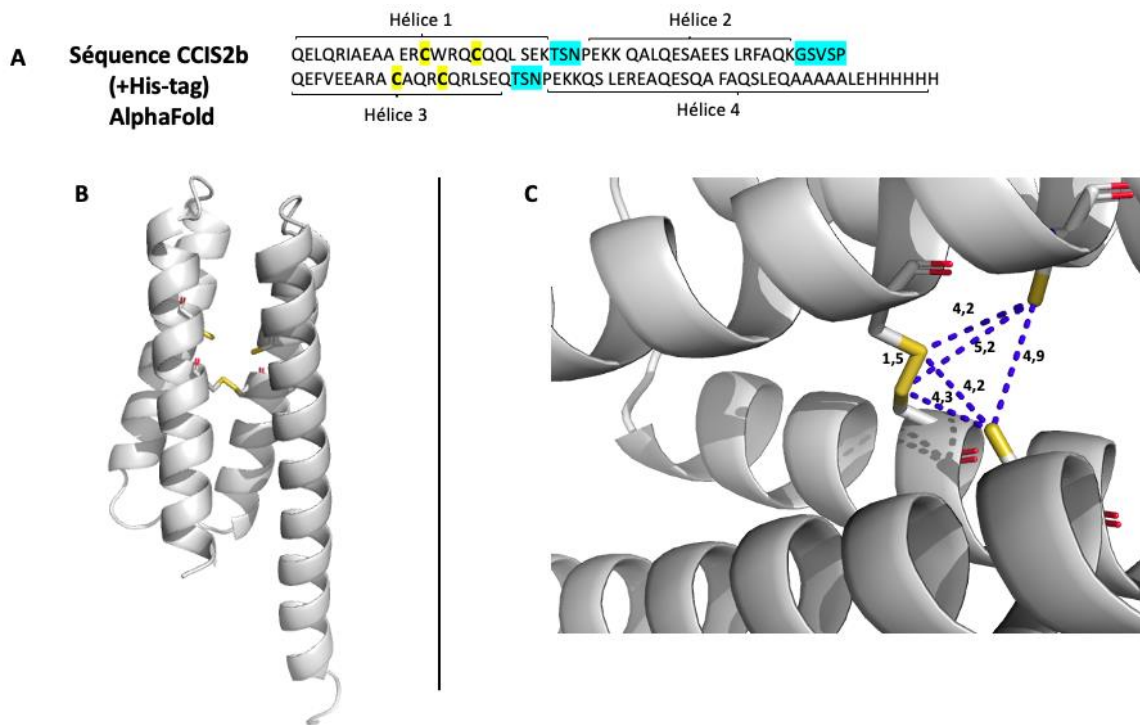 Hélice 1
Hélice 2
A
Séquence CCIS2b
(+His-tag)
AlphaFold
QELQRIAEAA ERCWRQCQQL SEKTSNPEKK QALQESAEES LRFAQKGSVSP
QEFVEEARA CAQRCQRLSEQTSNPEKKQS LEREAQESQA FAQSLEQAAAAALEHHHHHH
Hélice 3
Hélice 4
B
C
4,2
5,2
4,9
1,5
4,2
4,3